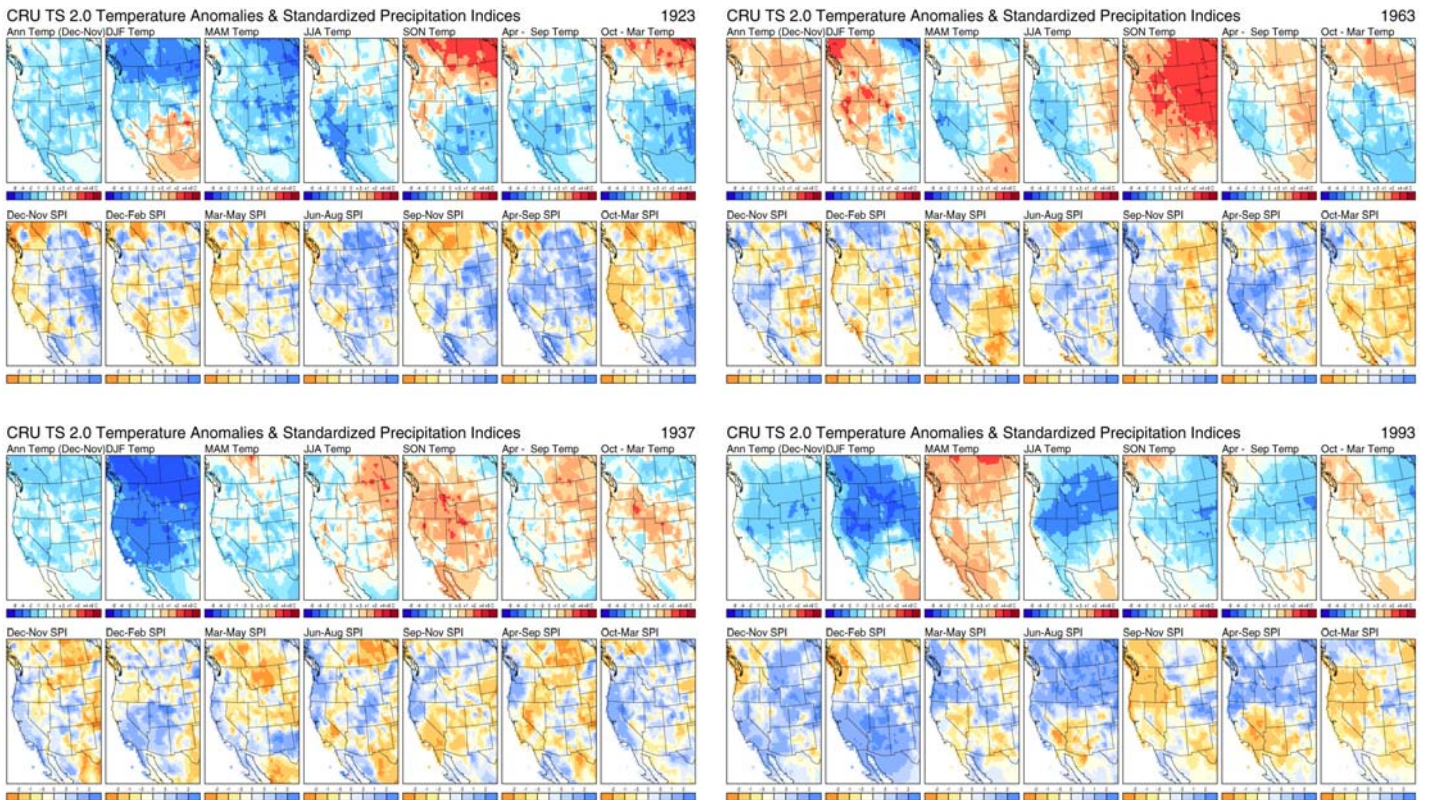 CRU TS 2.0 Temperature Anomalies & Standardized Precipitation Indices 1923
Ann Temp (Dec-Nov) DJF Temp MAM Temp JJA Temp SON Temp Apr - Sep Temp Oct - Mar Temp
Dec-Nov SPI Dec-Feb SPI Mar-May SPI Jun-Aug SPI Sep-Nov SPI Apr-Sep SPI Oct-Mar SPI
CRU TS 2.0 Temperature Anomalies & Standardized Precipitation Indices 1963
Ann Temp (Dec-Nov) DJF Temp MAM Temp JJA Temp SON Temp Apr - Sep Temp Oct - Mar Temp
Dec-Nov SPI Dec-Feb SPI Mar-May SPI Jun-Aug SPI Sep-Nov SPI Apr-Sep SPI Oct-Mar SPI
CRU TS 2.0 Temperature Anomalies & Standardized Precipitation Indices 1937
Ann Temp (Dec-Nov) DJF Temp MAM Temp JJA Temp SON Temp Apr - Sep Temp Oct - Mar Temp
Dec-Nov SPI Dec-Feb SPI Mar-May SPI Jun-Aug SPI Sep-Nov SPI Apr-Sep SPI Oct-Mar SPI
CRU TS 2.0 Temperature Anomalies & Standardized Precipitation Indices 1993
Ann Temp (Dec-Nov) DJF Temp MAM Temp JJA Temp SON Temp Apr - Sep Temp Oct - Mar Temp
Dec-Nov SPI Dec-Feb SPI Mar-May SPI Jun-Aug SPI Sep-Nov SPI Apr-Sep SPI Oct-Mar SPI